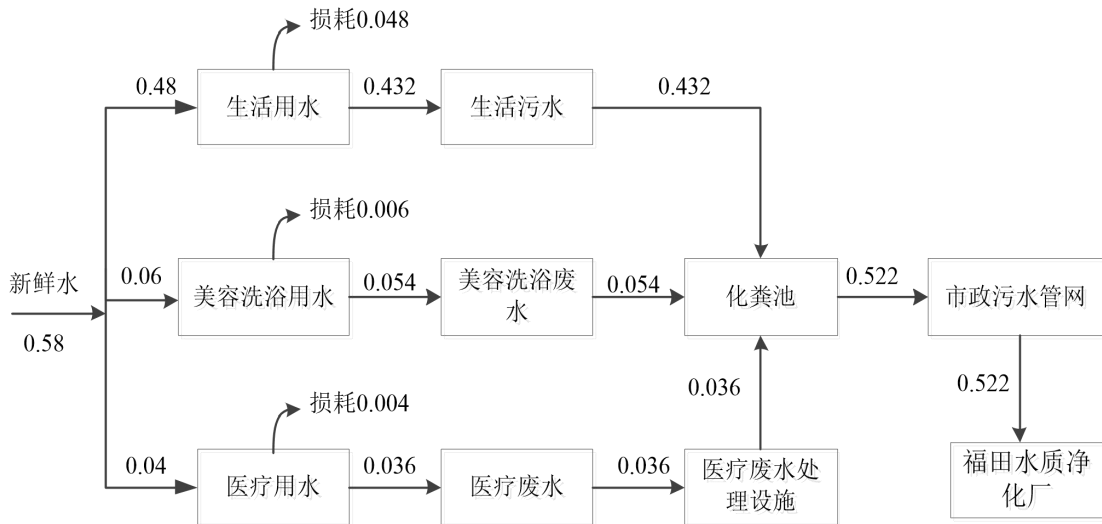 损耗0.048
0.48
生活用水
0.432
生活污水
0.432
损耗0.006
新鲜水
0.58
0.06
美容洗浴用水
0.054
美容洗浴废
水
0.054
化粪池
0.522
市政污水管网
0.036
0.522
损耗0.004
0.04
医疗用水
0.036
医疗废水
0.036
医疗废水处
理设施
福田水质净
化厂